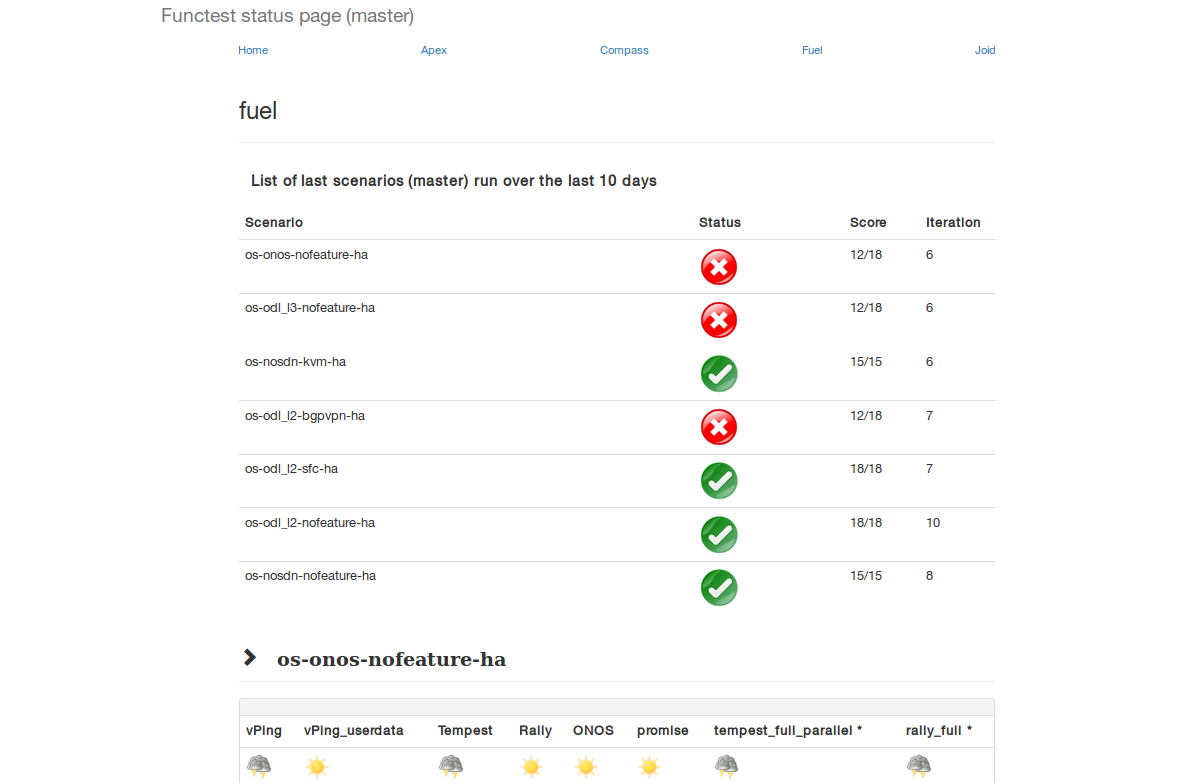 Functest status page (master)
Home Apex Compass Fuel Joid
fuel
List of last scenarios (master) run over the last 10 days
Scenario Status Score Iteration
os-onos-nofeature-ha 12/18 6
os-odl_l3-nofeature-ha 12/18 6
os-nosdn-kvm-ha 15/15 6
os-odl_l2-bgpvpn-ha 12/18 7
os-odl_l2-sfc-ha 18/18 7
os-odl_l2-nofeature-ha 18/18 10
os-nosdn-nofeature-ha 15/15 8
os-onos-nofeature-ha
vPing vPing_userdata Tempest Rally ONOS promise tempest_full_parallel * rally_full *